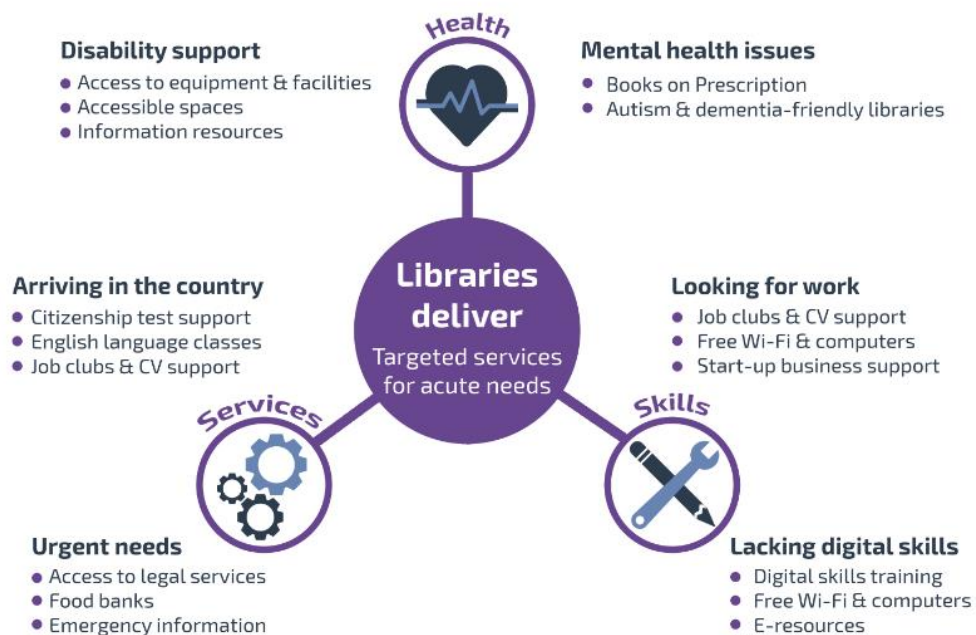 Health
Disability support
Access to equipment & facilities
Accessible spaces
Information resources
Mental health issues
Books on Prescription
Autism & dementia-friendly libraries
Libraries
deliver
Targeted services
for acute needs
Arriving in the country
Citizenship test support
English language classes
Job clubs & CV support
Looking for work
Job clubs & CV support
Free Wi-Fi & computers
Start-up business support
Services
Skills
Urgent needs
Access to legal services
Food banks
Emergency information
Lacking digital skills
Digital skills training
Free Wi-Fi & computers
E-resources